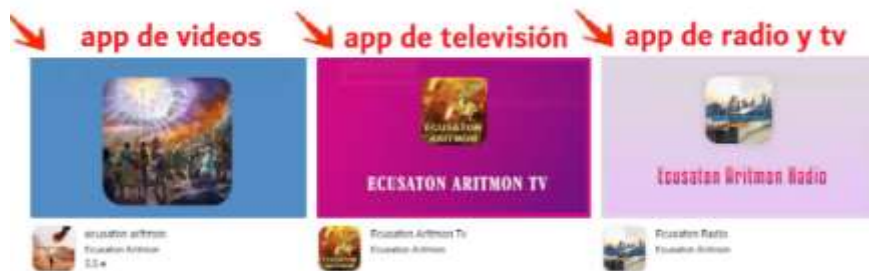 app de videos
app de televisión
app de radio y tv
ECUSATON
ARITMON
ECUSATON ARITMON TV
Ecusaton Aritmon Radio
ecusaton aritmon
Ecusaton Aritmon
Ecusaton Aritmon Tv
Ecusaton Aritmon
Ecusaton Radio
Ecusaton Aritmon